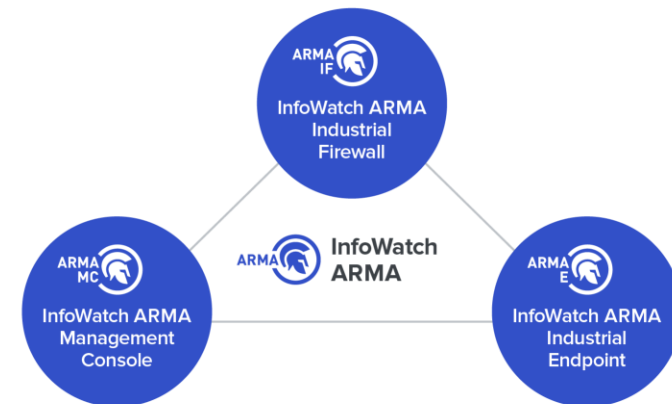 ARMA
IF
InfoWatch ARMA
Industrial
Firewall
ARMA
InfoWatch
ARMA
ARMA
MC
InfoWatch ARMA
Management
Console
ARMA
E
InfoWatch ARMA
Industrial
Endpoint